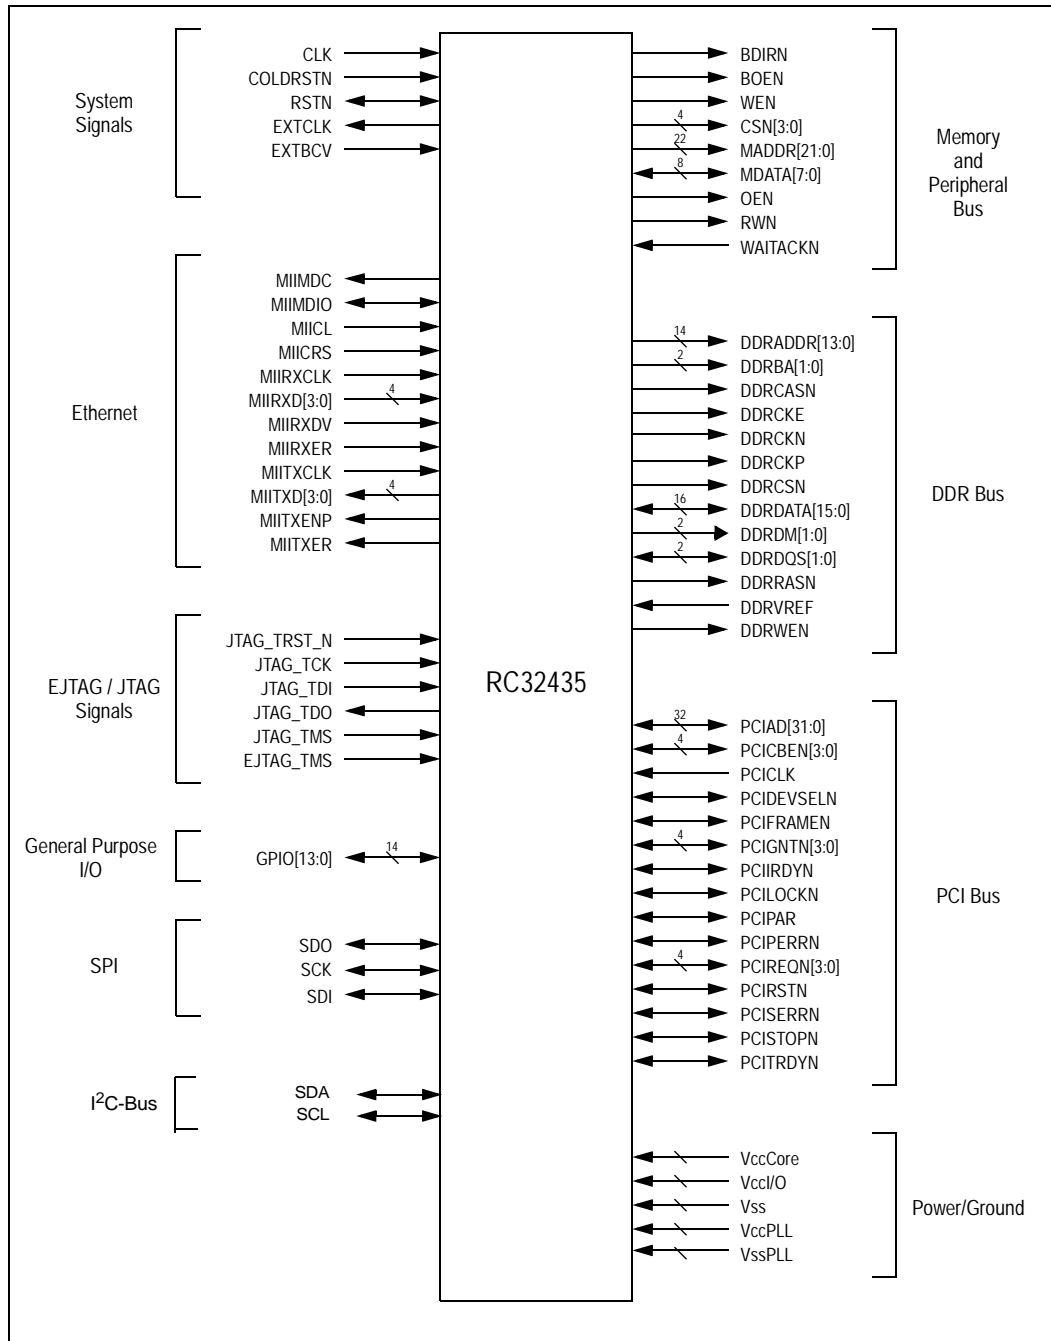 System
Signals
CLK
COLDRSTN
RSTN
EXTCLK
EXTBCV
Ethernet
MIIMDC
MIIMDIO
MIICL
MIICRS
MIIRXCLK
MIIRXD[3:0]
4
MIIRXDV
MIIRXER
MIITXCLK
MIITXD[3:0]
4
MIITXENP
MIITXER
EJTAG / JTAG
Signals
JTAG_TRST_N
JTAG_TCK
JTAG_TDI
JTAG_TDO
JTAG_TMS
EJTAG_TMS
General Purpose
I/O
GPIO[13:0]
14
SPI
SDO
SCK
SDI
I2C-Bus
SDA
SCL
RC32435
BDIRN
BOEN
WEN
4
CSN[3:0]
22
MADDR[21:0]
8
MDATA[7:0]
OEN
RWN
WAITACKN
Memory
and
Peripheral
Bus
14
DDRADDR[13:0]
2
DDRBA[1:0]
DDRCASN
DDRCKE
DDRCKN
DDRCKP
DDRCSN
16
DDRDATA[15:0]
2
DDRDM[1:0]
2
DDRDQS[1:0]
DDRRASN
DDRVREF
DDRWEN
DDR Bus
32
PCIAD[31:0]
4
PCICBEN[3:0]
PCICLK
PCIDEVSELN
PCIFRAMEN
4
PCIGNTN[3:0]
PCIIRDYN
PCILOCKN
PCIPAR
PCIPERRN
4
PCIREQN[3:0]
PCIRSTN
PCISERRN
PCISTOPN
PCITRDYN
PCI Bus
VccCore
VccI/O
Vss
VccPLL
VssPLL
Power/Ground